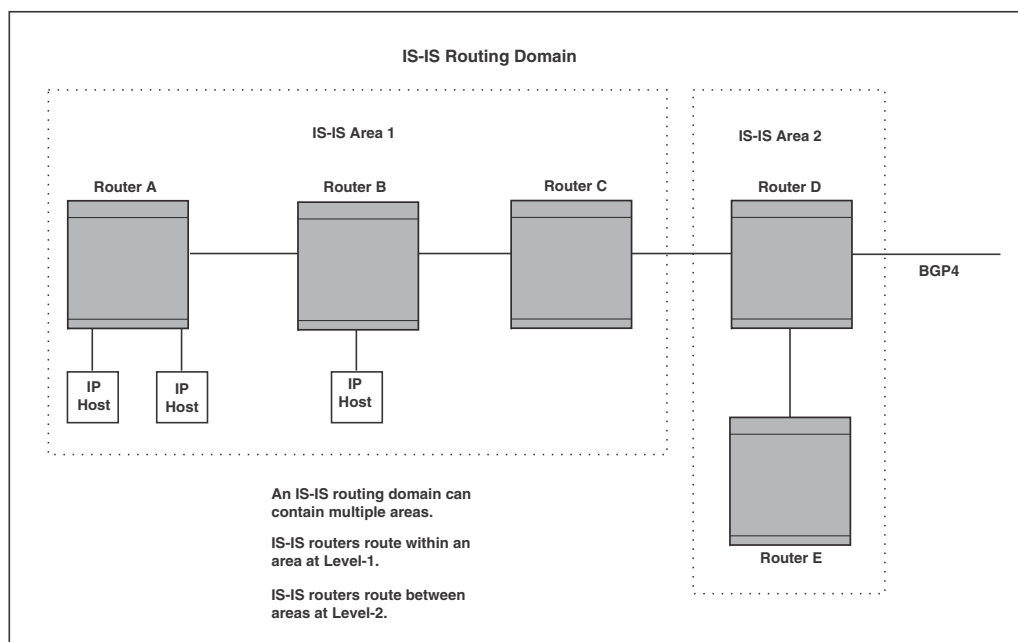 IS-IS Routing Domain
IS-IS Area 1
IS-IS Area 2
Router A
Router B
Router C
Router D
BGP4
IP
Host
IP
Host
IP
Host
Router E
An IS-IS routing domain can
contain multiple areas.
IS-IS routers route within an
area at Level-1.
IS-IS routers route between
areas at Level-2.